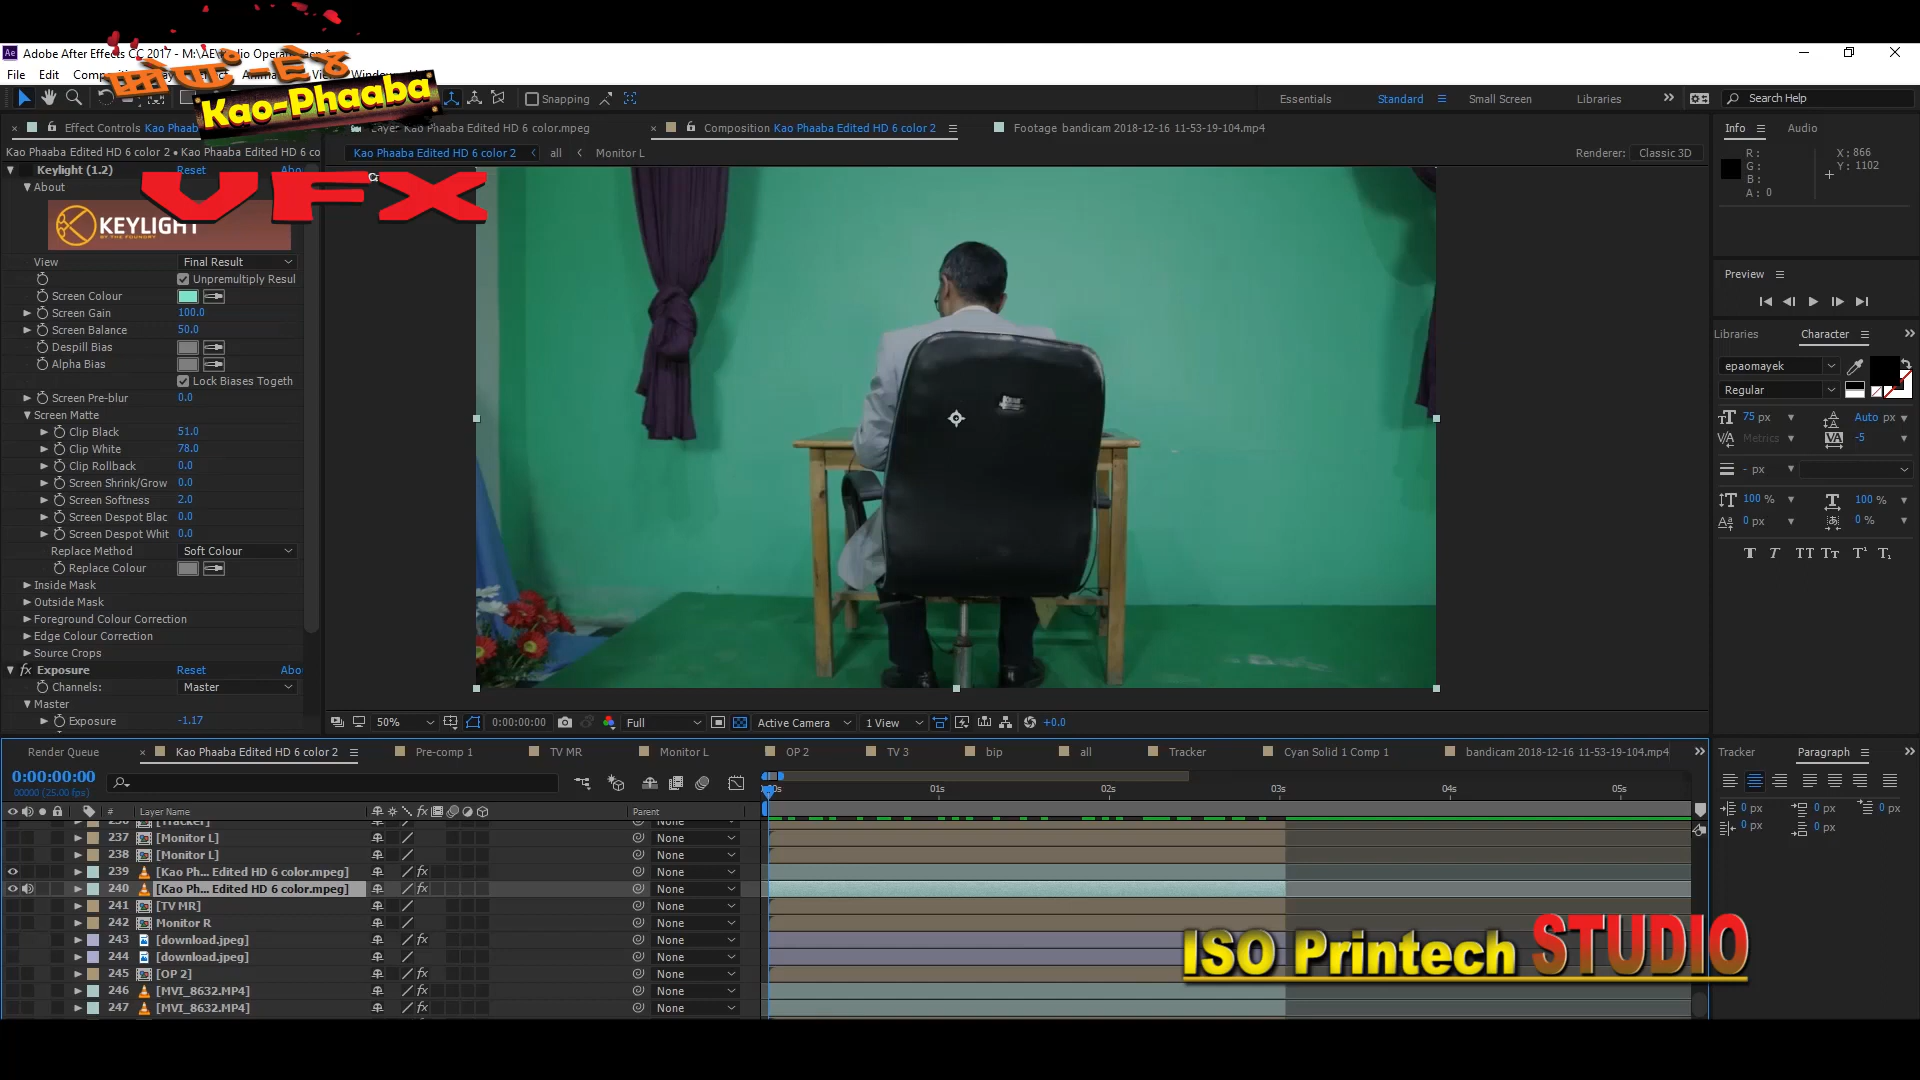 Adobe After Effects CC 2017 - M:\AE\
File Edit
Kao-Phaaba
VFX
Snapping
Essentials
Standard
Small Screen
Libraries
Search Help
Effect Controls Kao Phaab
Layer Kao Phaaba Edited HD 6 color.mpeg
Composition Kao Phaaba Edited HD 6 color 2
Footage bandicam 2018-12-16 11-53-19-104.mp4
Info
Audio
Kao Phaaba Edited HD 6 color 2 • Kao Phaaba Edited HD 6 co
Kao Phaaba Edited HD 6 color 2
all
Monitor L
Renderer: Classic 3D
R:
G:
B:
A: 0
X: 866
Y: 1102
Keylight (1.2)
Reset
Abo
About
KEYLIGHT
BY THE FOUNDRY
View Final Result
Unpremultiply Resul
Screen Colour
Screen Gain 100.0
Screen Balance 50.0
Despill Bias
Alpha Bias
Lock Biases Togeth
Screen Pre-blur 0.0
Screen Matte
Clip Black 51.0
Clip White 78.0
Clip Rollback 0.0
Screen Shrink/Grow 0.0
Screen Softness 2.0
Screen Despot Blac 0.0
Screen Despot Whit 0.0
Replace Method Soft Colour
Replace Colour
Inside Mask
Outside Mask
Foreground Colour Correction
Edge Colour Correction
Source Crops
fx Exposure Reset Abo
Channels: Master
Master
Exposure -1.17
Preview
Libraries
Character
epaomayek
Regular
75 px
Auto px
Metrics
-5
- px
100 %
100 %
0 px
0 %
50%
0:00:00:00
Full
Active Camera
1 View
+0.0
Render Queue
Kao Phaaba Edited HD 6 color 2
Pre-comp 1
TV MR
Monitor L
OP 2
TV 3
bip
all
Tracker
Cyan Solid 1 Comp 1
bandicam 2018-12-16 11-53-19-104.mp4
Tracker
Paragraph
0:00:00:00
00000 (25.00 fps)
01s
02s
03s
04s
05s
0 px
0 px
0 px
0 px
0 px
# Layer Name
Parent
236 [Tracker]
None
237 [Monitor L] None
238 [Monitor L] None
239 [Kao Ph... Edited HD 6 color.mpeg] fx None
240 [Kao Ph... Edited HD 6 color.mpeg] fx None
241 [TV MR] None
242 Monitor R None
243 [download.jpeg] fx None
244 [download.jpeg] None
245 [OP 2] fx None
246 [MVI_8632.MP4] fx None
247 [MVI_8632.MP4] fx None
ISO Printech STUDIO